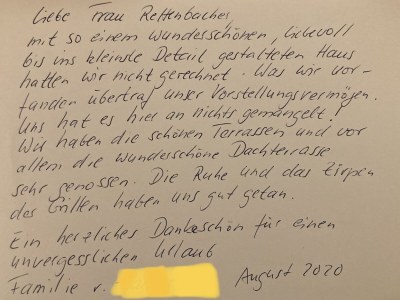 Liebe Frau Rettenbacher,
mit so einem wunderschönen, liebevoll
bis ins kleinste Detail gestalteten Haus
hatten wir nicht gerechnet. Was wir vor-
fanden übertraf unser Vorstellungsvermögen.
Uns hat es hier an nichts gemangelt!
Wir haben die schönen Terrassen und vor
allem die wunderschöne Dachterrasse
sehr genossen. Die Ruhe und das Zirpen
der Grillen haben uns gut getan.
Ein herzliches Dankeschön für einen
unvergesslichen Urlaub
Familie v. August 2020